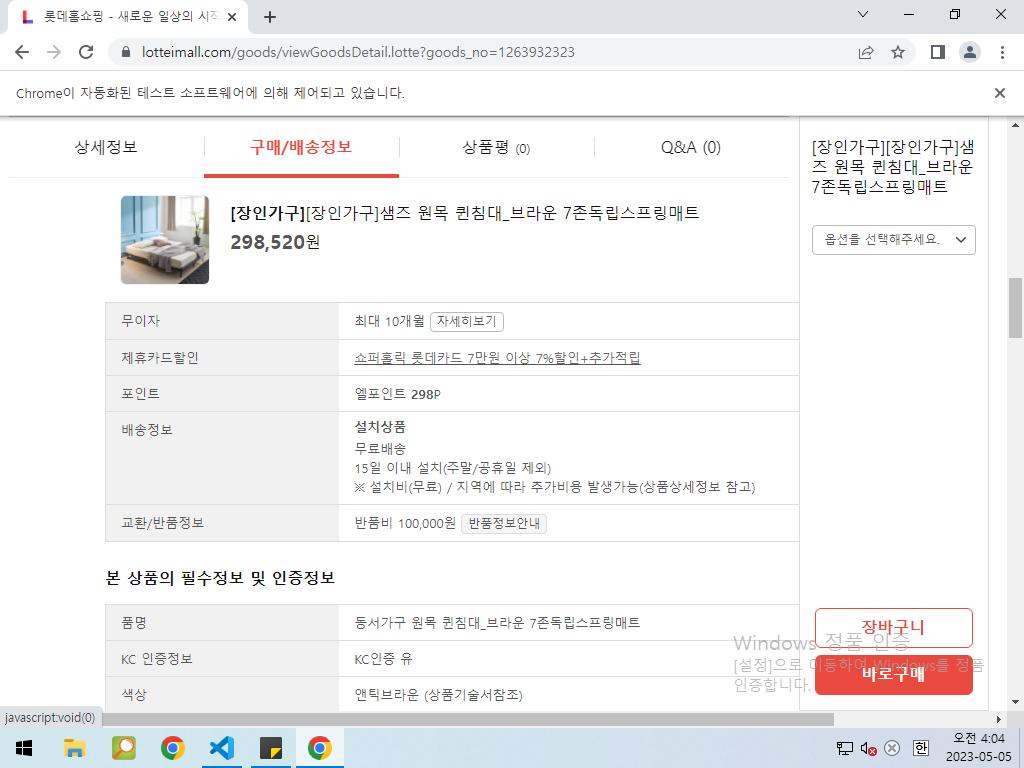 롯데홈쇼핑 - 새로운 일상의 시작
lotteimall.com/goods/viewGoodsDetail.lotte?goods_no=1263932323
Chrome이 자동화된 테스트 소프트웨어에 의해 제어되고 있습니다.
상세정보
구매/배송정보
상품평 (0)
Q&A (0)
[장인가구][장인가구]샘즈 원목 퀸침대_브라운 7존독립스프링매트
298,520원
무이자
최대 10개월 자세히보기
제휴카드할인
쇼퍼홀릭 롯데카드 7만원 이상 7%할인+추가적립
포인트
엘포인트 298P
배송정보
설치상품
무료배송
15일 이내 설치(주말/공휴일 제외)
※ 설치비(무료) / 지역에 따라 추가비용 발생가능(상품상세정보 참고)
교환/반품정보
반품비 100,000원 반품정보안내
본 상품의 필수정보 및 인증정보
품명
동서가구 원목 퀸침대_브라운 7존독립스프링매트
KC 인증정보
KC인증 유
색상
앤틱브라운 (상품기술서참조)
[장인가구][장인가구]샘
즈 원목 퀸침대_브라운
7존독립스프링매트
옵션을 선택해주세요.
장바구니
바로구매
Windows 정품 인증
[설정]으로 이동하여 Windows를 정품
인증합니다.
javascript:void(0)
한
오전 4:04
2023-05-05